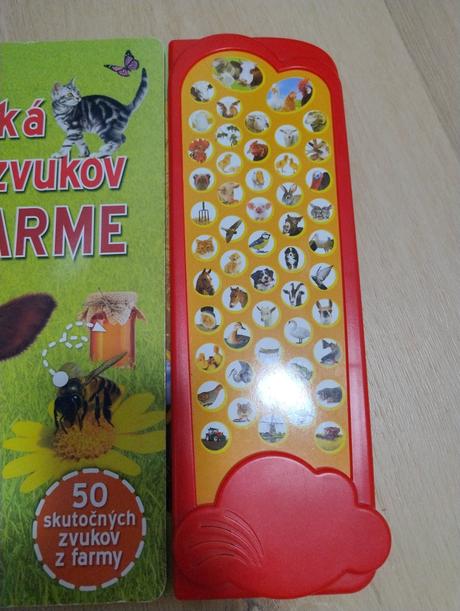 ká
zvukov
ARME
50
skutočných
zvukov
z farmy